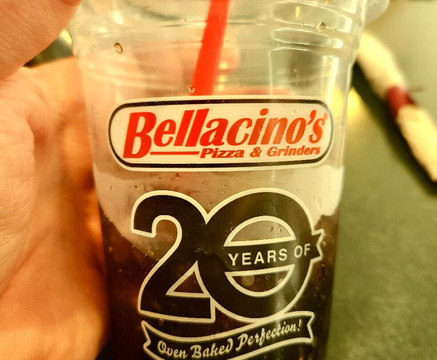 Bellacino's
Pizza & Grinders
20
YEARS OF
Oven Baked Perfection!